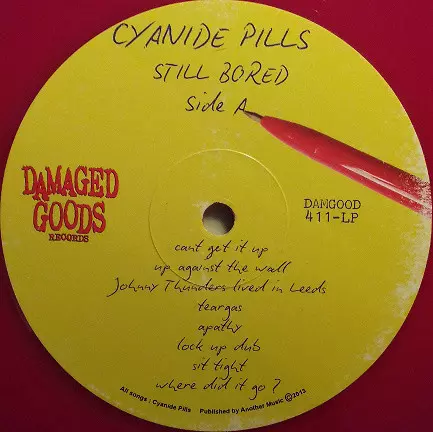 CYANIDE PILLS
STILL BORED
Side A
DAMAGED
GOODS
RECORDS
DAMGOOD
411-LP
cant get it up
up against the wall
Johnny Thunders lived in Leeds
teargas
apathy
lock up dub
sit tight
where did it go?
All songs : Cyanide Pills Published by Another Music ©2013